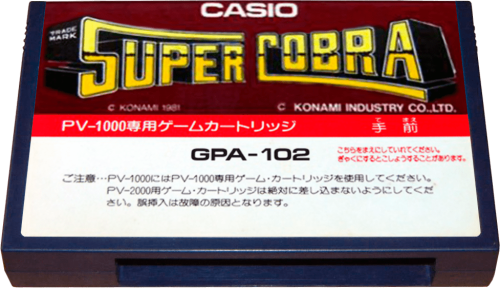 CASIO
TRADE
MARK
SUPER COBRA
© KONAMI 1981
© KONAMI INDUSTRY CO.,LTD.
PV-1000専用ゲームカートリッジ
て まえ
手 前
GPA-102
こちらをまえにしていれてください。
ぎゃくにするとこしょうすることがあります。
ご注意…PV-1000にはPV-1000専用ゲーム・カートリッジを使用してください。
PV-2000用ゲーム・カートリッジは絶対に差し込まないようにしてくだ
さい。誤挿入は故障の原因となります。